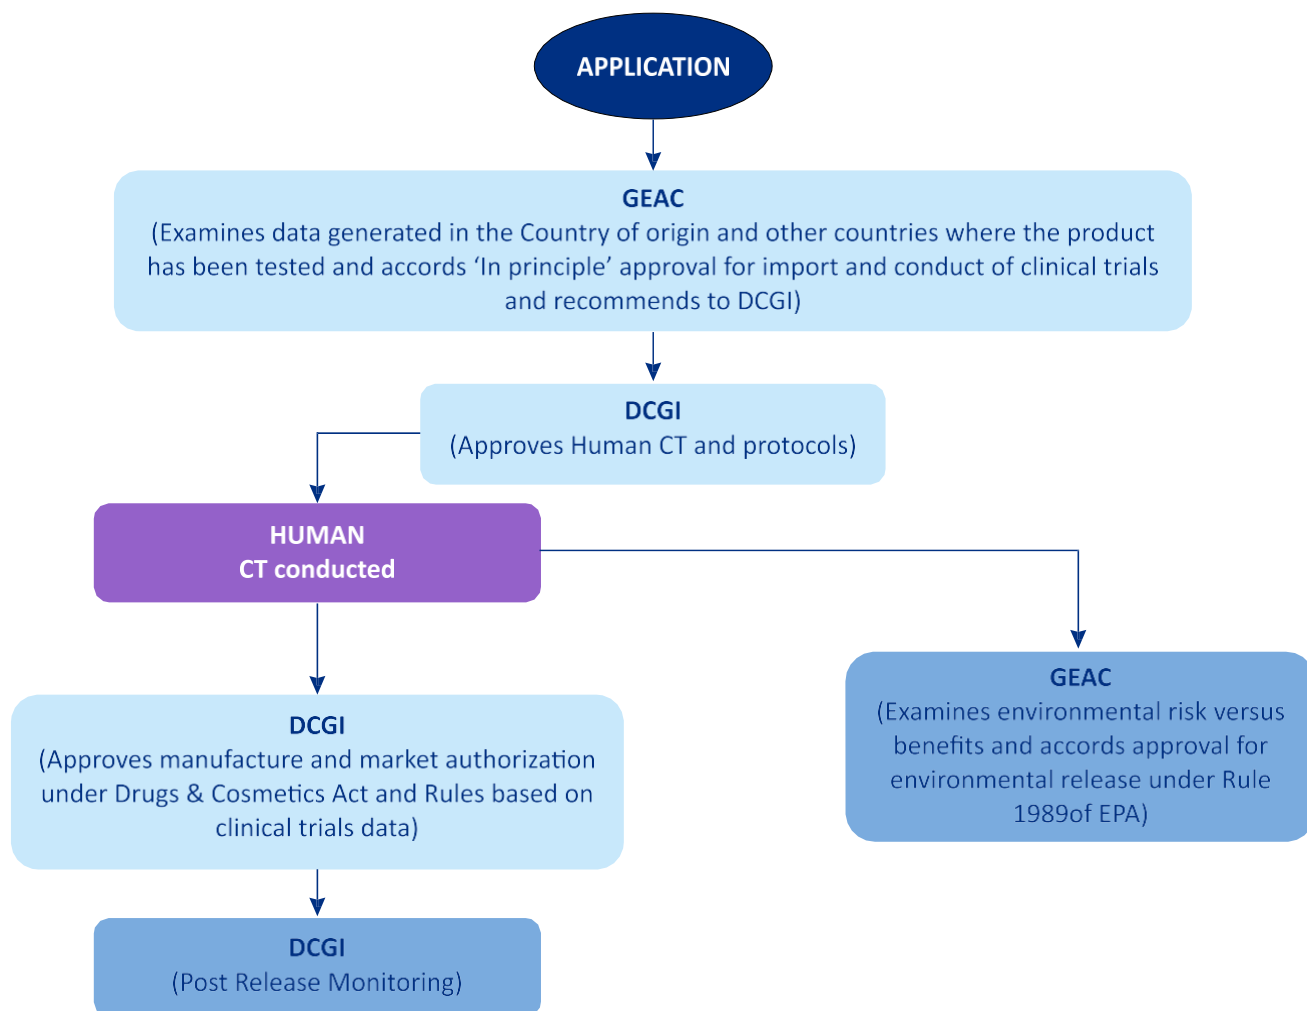 APPLICATION
GEAC
(Examines data generated in the Country of origin and other countries where the product
has been tested and accords ‘In principle’ approval for import and conduct of clinical trials
and recommends to DCGI)
DCGI
(Approves Human CT and protocols)
HUMAN
CT conducted
GEAC
(Examines environmental risk versus
benefits and accords approval for
environmental release under Rule
1989of EPA)
DCGI
(Approves manufacture and market authorization
under Drugs & Cosmetics Act and Rules based on
clinical trials data)
DCGI
(Post Release Monitoring)